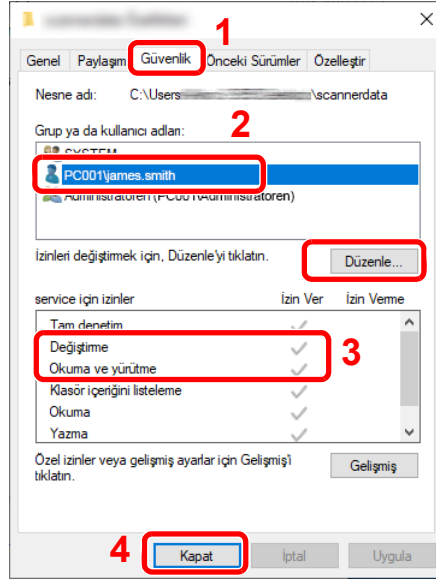 1
Genel Paylaşım Güvenlik Önceki Sürümler Özelleştir
Nesne adı: C:\Users \scannerdata
2
Grup ya da kullanıcı adları:
SYSTEM
PC001\james.smith
Administratoren (PC001\Administratoren)
İzinleri değiştirmek için, Düzenle'yi tıklatın.
Düzenle...
service için izinler İzin Ver İzin Verme
Tam denetim
3
Değiştirme
Okuma ve yürütme
Klasör içeriğini listeleme
Okuma
Yazma
Özel izinler veya gelişmiş ayarlar için Gelişmiş'i
tıklatın.
Gelişmiş
4
Kapat İptal Uygula